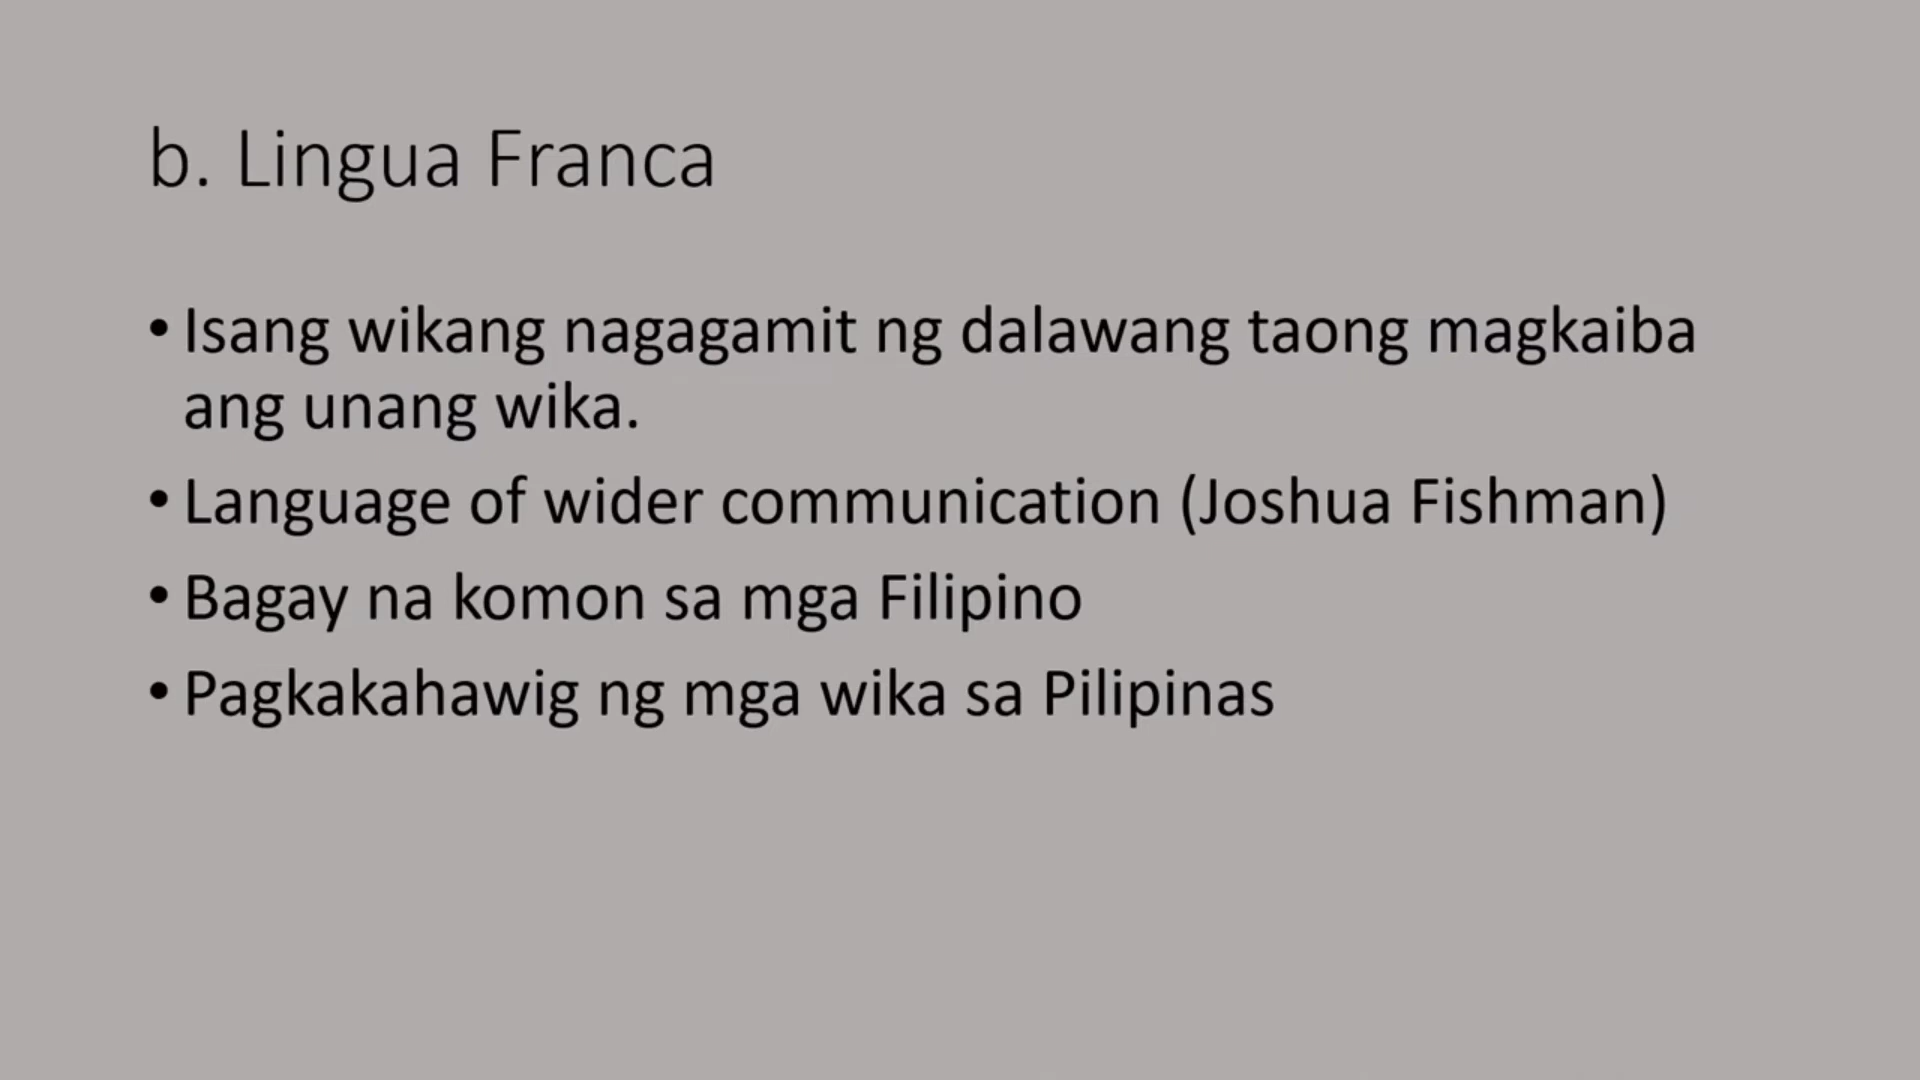 b. Lingua Franca
• Isang wikang nagagamit ng dalawang taong magkaiba
ang unang wika.
• Language of wider communication (Joshua Fishman)
• Bagay na komon sa mga Filipino
• Pagkakahawig ng mga wika sa Pilipinas